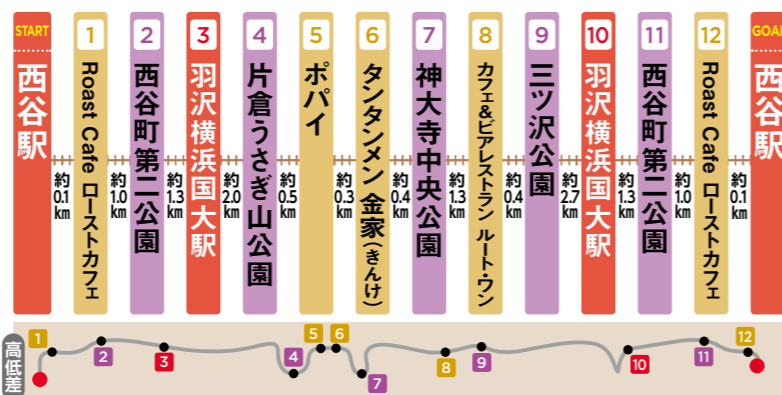 START
西谷駅
約0.1km
1
Roast Cafe ローストカフェ
約1.0km
2
西谷町第二公園
約1.3km
3
羽沢横浜国大駅
約2.0km
4
片倉うさぎ山公園
約0.5km
5
ポパイ
約0.3km
6
タンタンメン 金家(きんけ)
約0.4km
7
神大寺中央公園
約1.3km
8
カフェ&ビアレストラン ルート・ワン
約0.4km
9
三ツ沢公園
約2.7km
10
羽沢横浜国大駅
約1.3km
11
西谷町第二公園
約1.0km
12
Roast Cafe ローストカフェ
約0.1km
GOAL
西谷駅
高低差
1
2
3
4
5
6
7
8
9
10
11
12